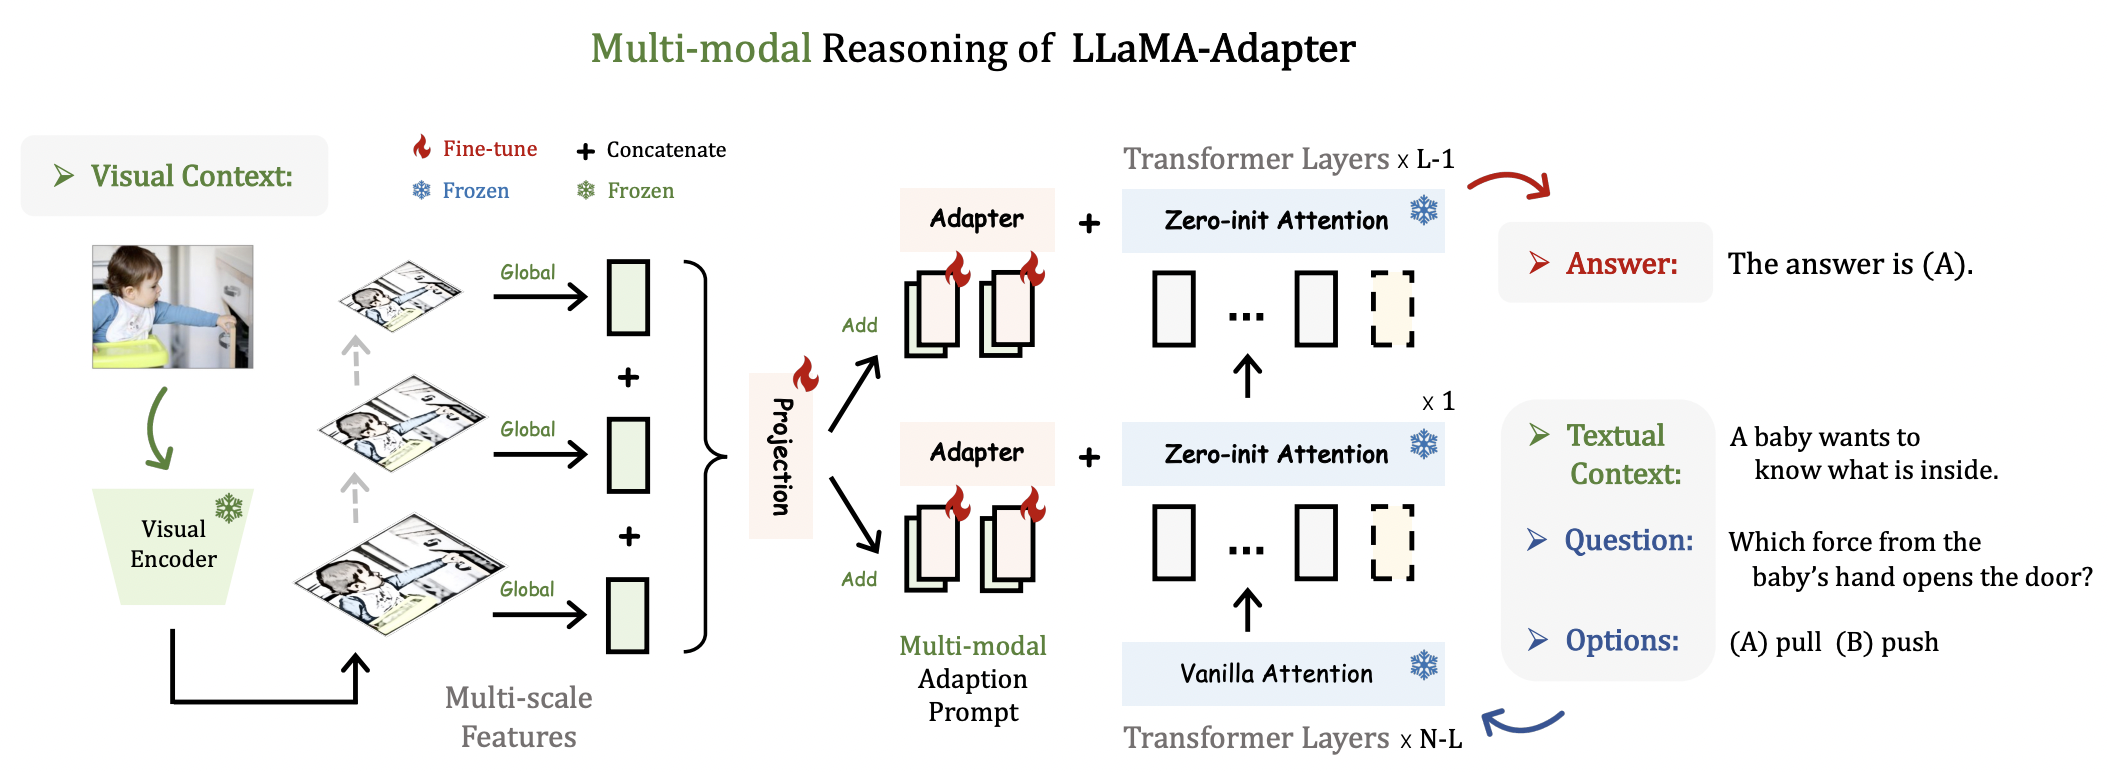 Multi-modal Reasoning of LLaMA-Adapter
➢ Visual Context:
Fine-tune
+ Concatenate
Frozen
Frozen
Visual
Encoder
Global
+
Global
+
Global
Multi-scale
Features
Projection
Add
Add
Adapter
+
Adapter
+
Multi-modal
Adaption
Prompt
Transformer Layers x L-1
Zero-init Attention
...
x 1
Zero-init Attention
...
Vanilla Attention
Transformer Layers x N-L
➢ Answer: The answer is (A).
➢ Textual
Context:
A baby wants to
know what is inside.
➢ Question:
Which force from the
baby's hand opens the door?
➢ Options: (A) pull (B) push